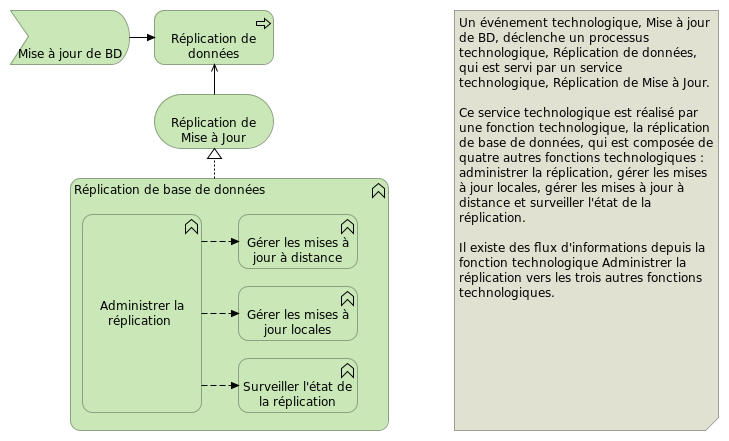 Mise à jour de BD
Réplication de
données
Réplication de
Mise à Jour
Réplication de base de données
Administrer la
réplication
Gérer les mises à
jour à distance
Gérer les mises à
jour locales
Surveiller l'état de
la réplication
Un événement technologique, Mise à jour
de BD, déclenche un processus
technologique, Réplication de données,
qui est servi par un service
technologique, Réplication de Mise à Jour.
Ce service technologique est réalisé par
une fonction technologique, la réplication
de base de données, qui est composée de
quatre autres fonctions technologiques :
administrer la réplication, gérer les mises
à jour locales, gérer les mises à jour à
distance et surveiller l'état de la
réplication.
Il existe des flux d'informations depuis la
fonction technologique Administrer la
réplication vers les trois autres fonctions
technologiques.